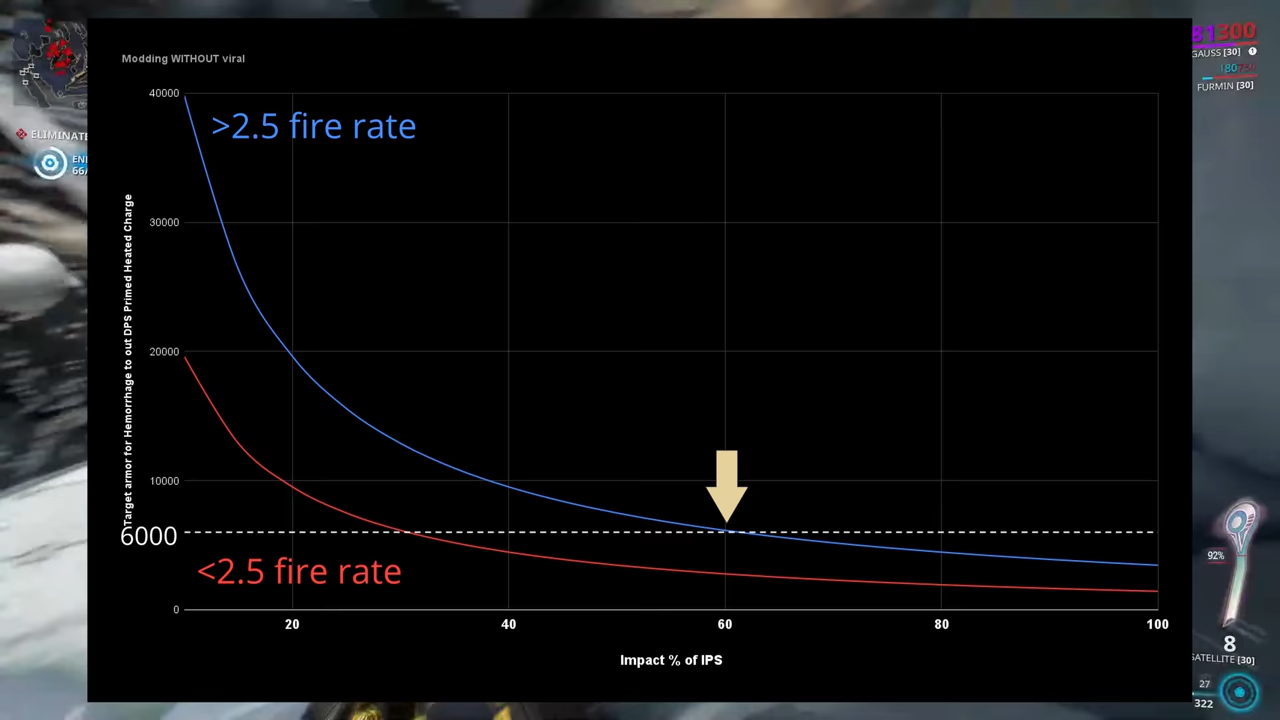 Modding WITHOUT viral
40000
>2.5 fire rate
30000
20000
10000
6000
<2.5 fire rate
0
20
40
60
80
100
Impact % of IPS
Target armor for Hemorrhage to out DPS Primed Heated Charge
ELIMINATE
GAUSS [30]
FURMIN [30]
92%
8
SATELLITE [30]
27
322